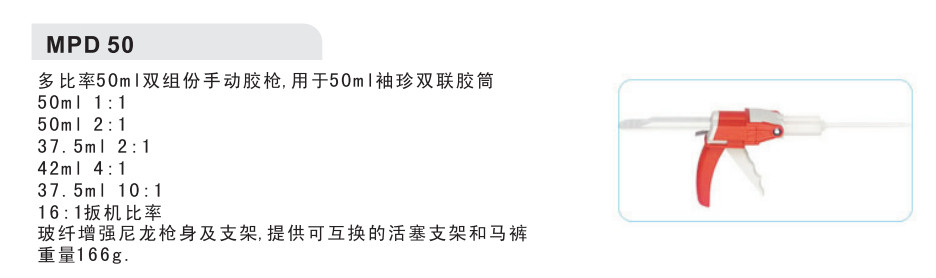 MPD 50
多比率50ml双组份手动胶枪,用于50ml袖珍双联胶筒
50ml 1:1
50ml 2:1
37.5ml 2:1
42ml 4:1
37.5ml 10:1
16:1扳机比率
玻纤增强尼龙枪身及支架,提供可互换的活塞支架和马裤
重量166g.